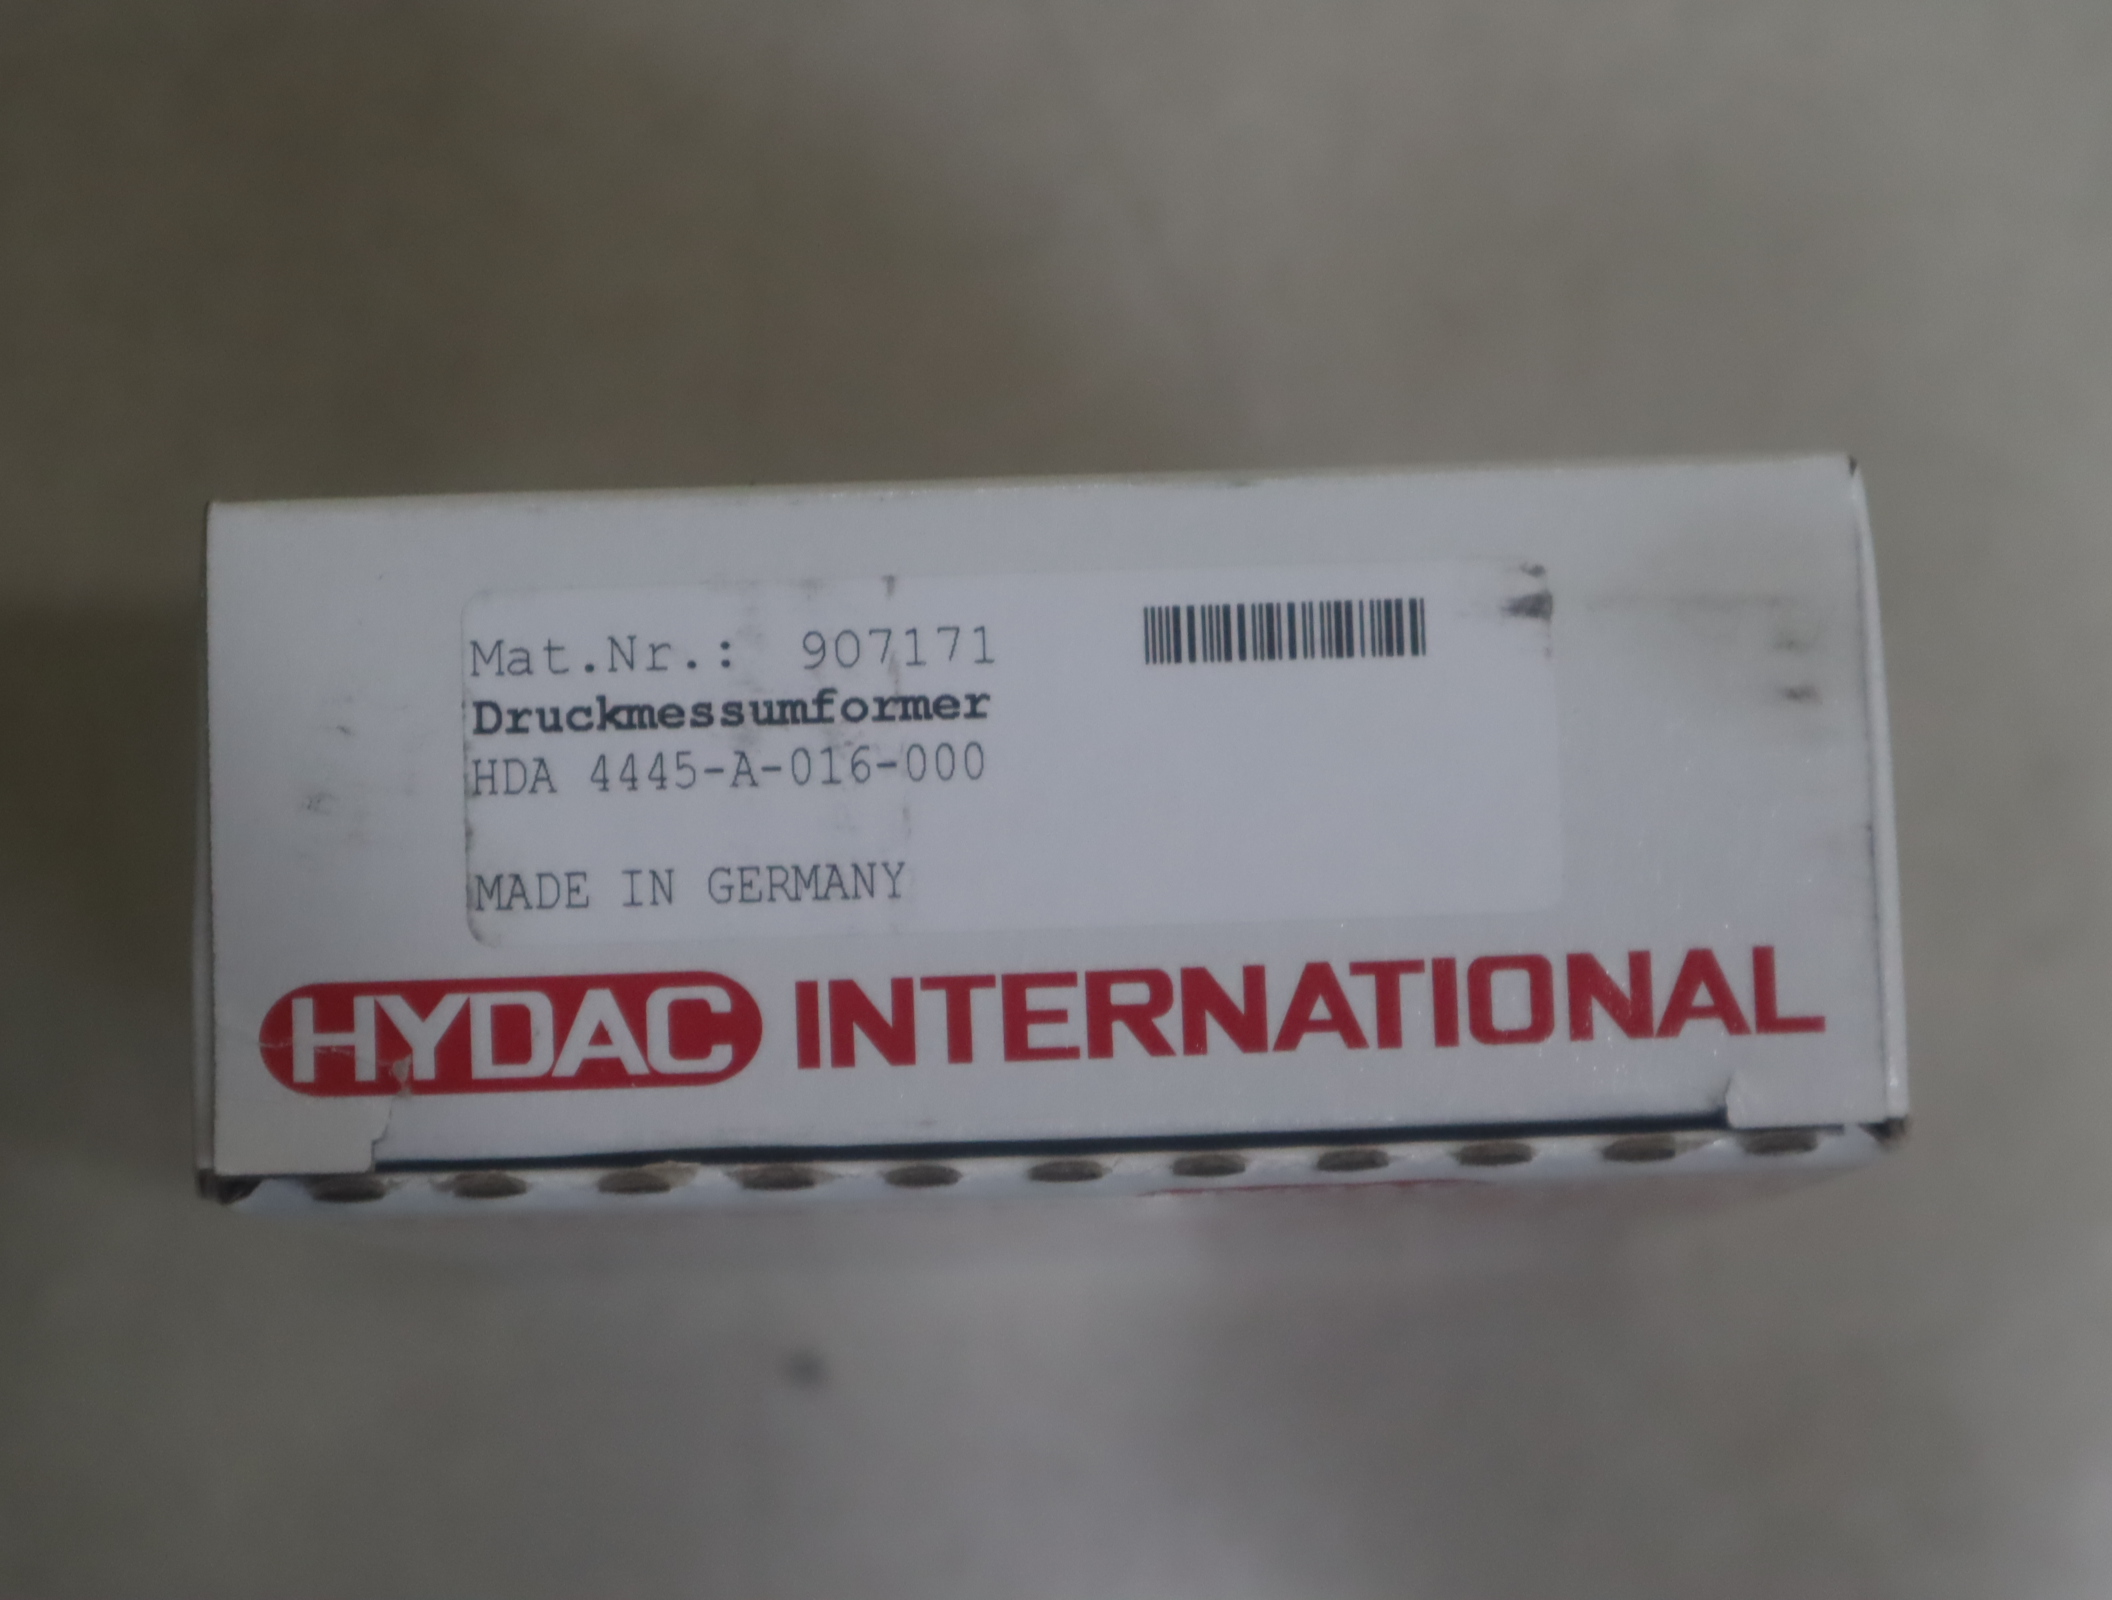 Mat.Nr.: 907171
Druckmessumformer
HDA 4445-A-016-000
MADE IN GERMANY
HYDAC INTERNATIONAL